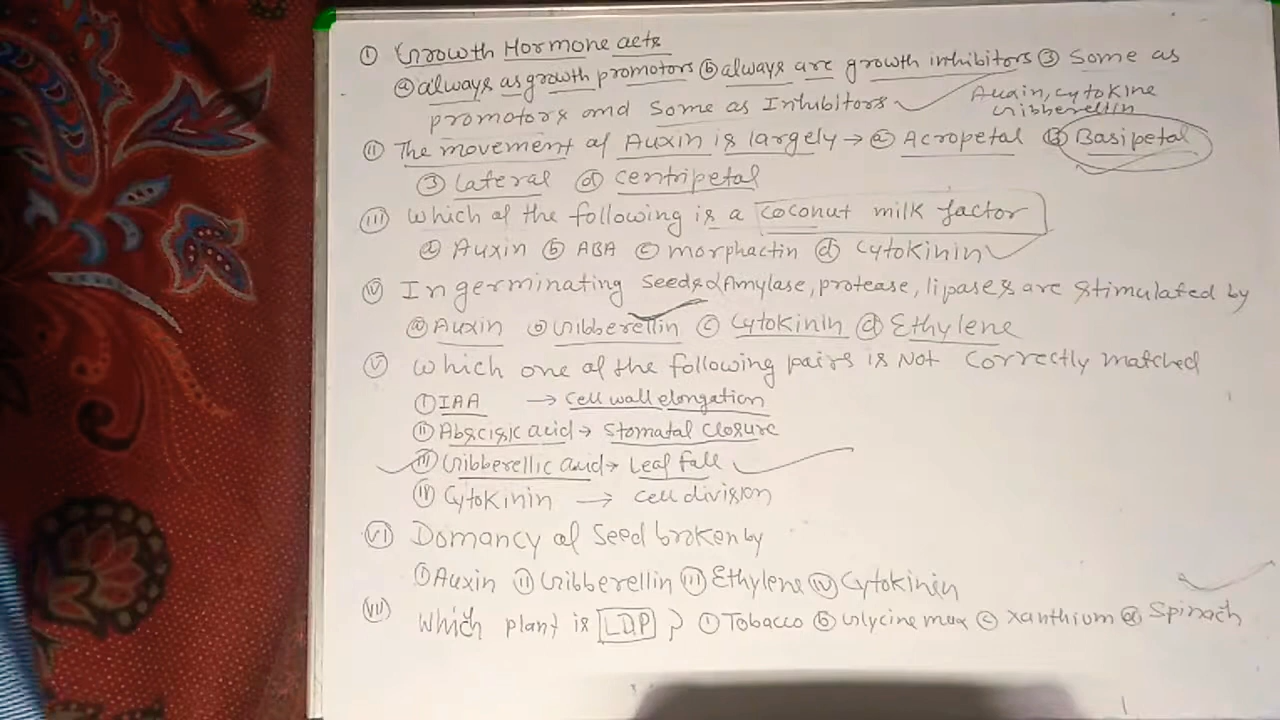 ① Growth Hormone acts
ⓐ always as growth promotors ⓑ always are growth inhibitors ③ Some as
promotors and Some as Inhibitors
Auxin, cytokine
Gibberellin
ⓘⓘ The movement of Auxin is largely → ⓐ Acropetal ⓑ Basipetal
③ Lateral ⓓ centripetal
ⓘⓘⓘ Which of the following is a coconut milk factor
ⓐ Auxin ⓑ ABA ⓒ morphactin ⓓ Cytokinin
Ⓘⓥ In germinating Seeds α Amylase, protease, lipases are stimulated by
ⓐ Auxin ⓑ Gibberellin ⓒ Cytokinin ⓓ Ethylene
Ⓥ Which one of the following pairs is Not Correctly matched
① IAA → Cell wall elongation
ⓘⓘ Abscisic acid → Stomatal Closure
ⓘⓘⓘ Gibberellic acid → Leaf fall
ⓘⓥ Cytokinin → cell division
ⓥⓘ Domancy of Seed broken by
① Auxin ⓘⓘ Gibberellin ⓘⓘⓘ Ethylene ⓘⓥ Cytokinin
ⓥⓘⓘ Which plant is LDP ? ① Tobacco ⓑ Glycine max ⓒ Xanthium ⓓ Spinach